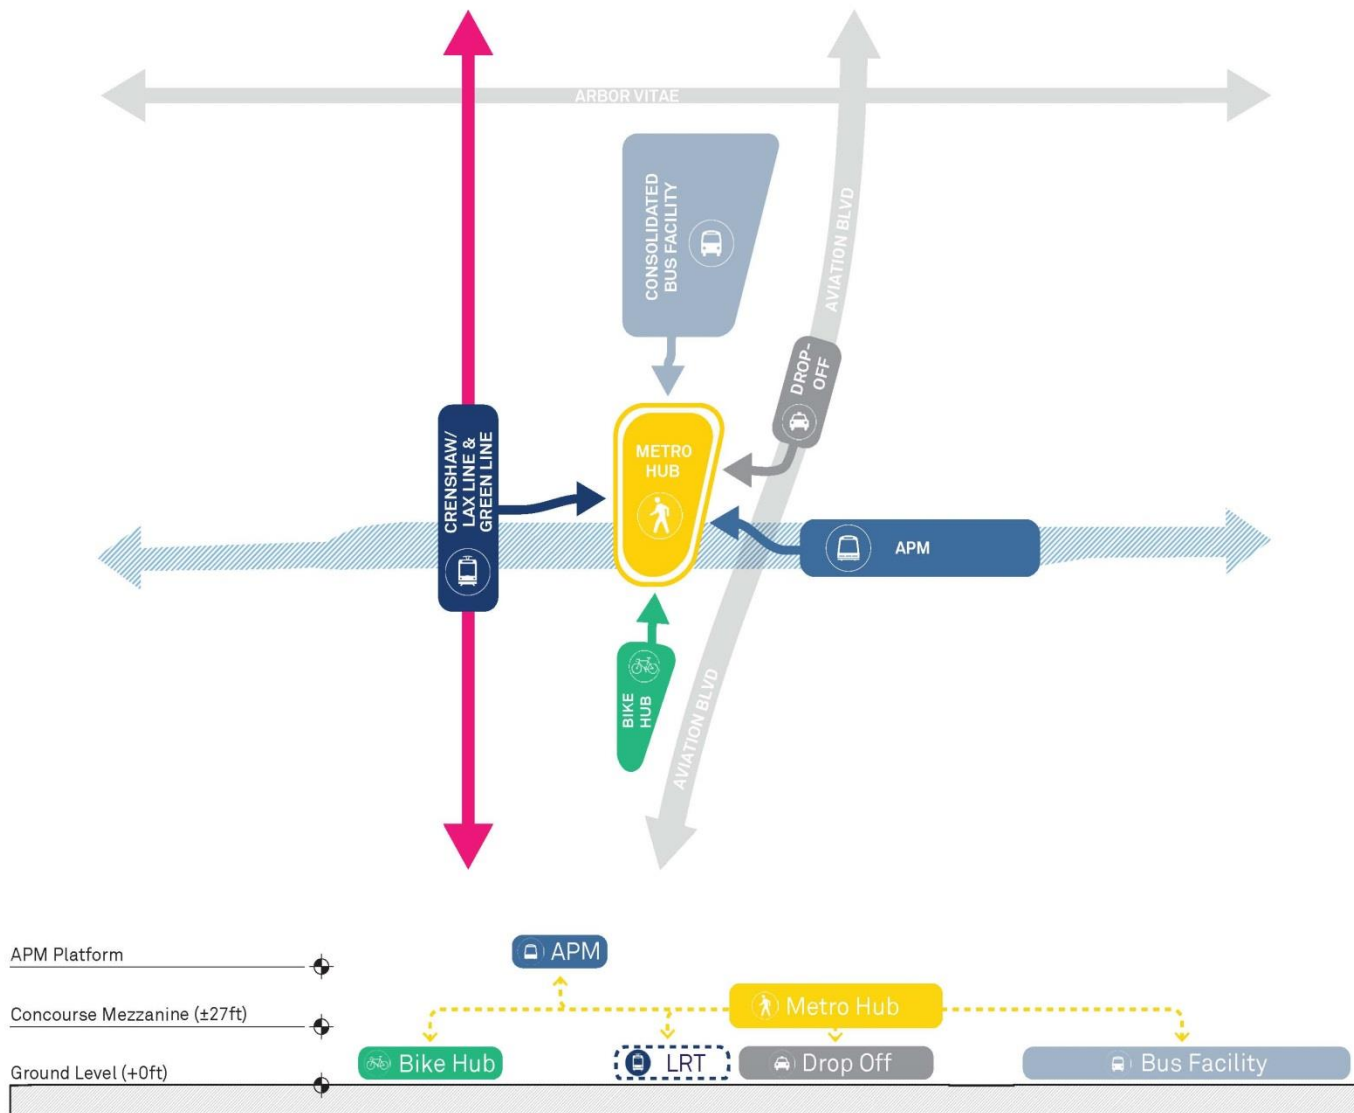 ARBOR VITAE
CONSOLIDATED
BUS FACILITY
AVIATION BLVD
DROP-
OFF
CRENSHAW/
LAX LINE &
GREEN LINE
METRO
HUB
APM
BIKE
HUB
AVIATION BLVD
APM Platform
APM
Concourse Mezzanine (±27ft)
Metro Hub
Ground Level (+0ft)
Bike Hub
LRT
Drop Off
Bus Facility